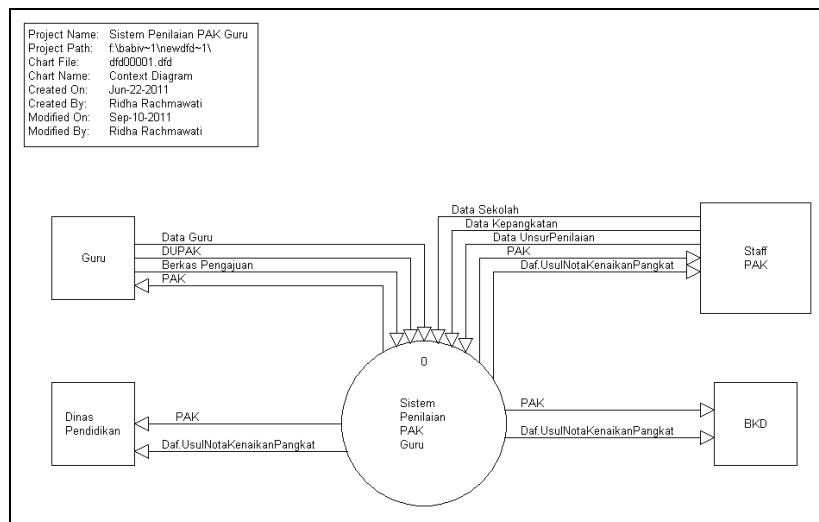 Project Name: Sistem Penilaian PAK Guru
Project Path: f:\babiv~1\newdfd~1\
Chart File: dfd00001.dfd
Chart Name: Context Diagram
Created On: Jun-22-2011
Created By: Ridha Rachmawati
Modified On: Sep-10-2011
Modified By: Ridha Rachmawati
Guru
Data Guru
DUPAK
Berkas Pengajuan
PAK
Data Sekolah
Data Kepangkatan
Data UnsurPenilaian
PAK
Daf.UsulNotaKenaikanPangkat
Staff
PAK
0
Sistem
Penilaian
PAK
Guru
Dinas
Pendidikan
PAK
Daf.UsulNotaKenaikanPangkat
PAK
Daf.UsulNotaKenaikanPangkat
BKD